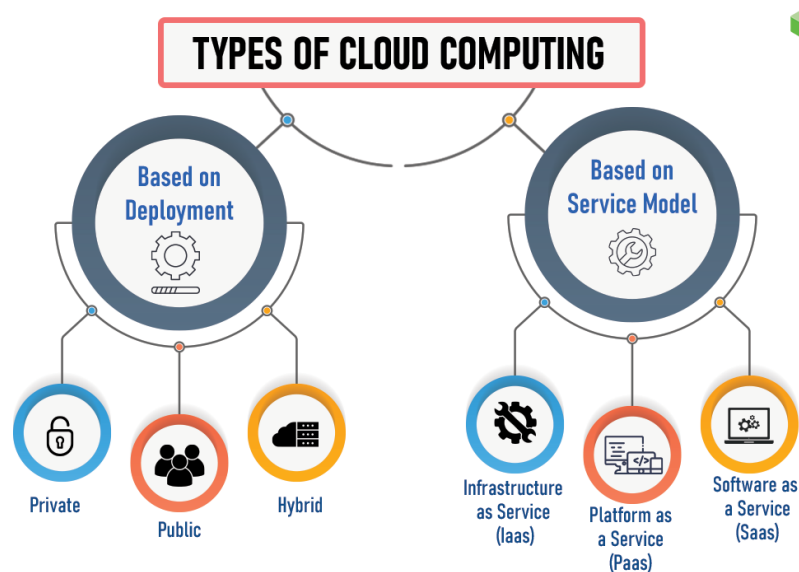 TYPES OF CLOUD COMPUTING
Based on
Deployment
Based on
Service Model
Private
Public
Hybrid
Infrastructure
as Service
(Iaas)
Platform as
a Service
(Paas)
Software as
a Service
(Saas)